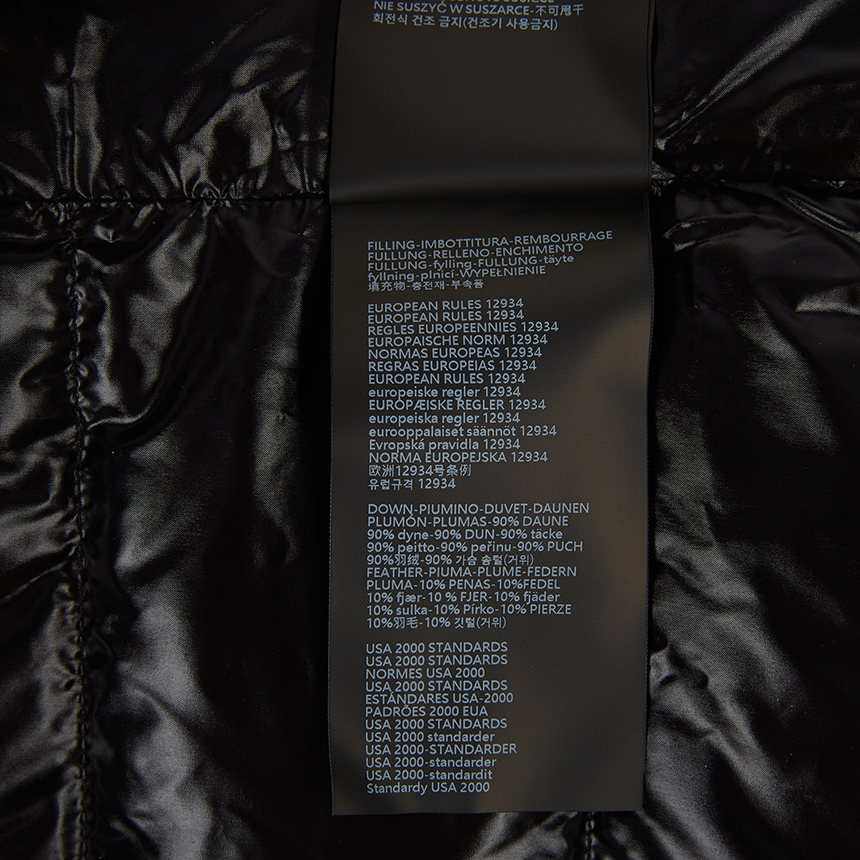 NIE SUSZYĆ W SUSZARCE-不可甩干
회전식 건조 금지(건조기 사용금지)
FILLING-IMBOTTITURA-REMBOURRAGE
FULLUNG-RELLENO-ENCHIMENTO
FULLUNG-fylling-FULLUNG-täyte
fyllning-plnicí-WYPEŁNIENIE
填充物-충전재-부속품
EUROPEAN RULES 12934
EUROPEAN RULES 12934
REGLES EUROPEENNIES 12934
EUROPAISCHE NORM 12934
NORMAS EUROPEAS 12934
REGRAS EUROPEIAS 12934
EUROPEAN RULES 12934
europeiske regler 12934
EUROPÆISKE REGLER 12934
europeiska regler 12934
eurooppalaiset säännöt 12934
Evropská pravidla 12934
NORMA EUROPEJSKA 12934
欧洲12934号条例
유럽규격 12934
DOWN-PIUMINO-DUVET-DAUNEN
PLUMÓN-PLUMAS-90% DAUNE
90% dyne-90% DUN-90% täcke
90% peitto-90% peřinu-90% PUCH
90%羽绒-90% 가슴 솜털(거위)
FEATHER-PIUMA-PLUME-FEDERN
PLUMA-10% PENAS-10%FEDEL
10% fjær-10 % FJER-10% fjäder
10% sulka-10% Pírko-10% PIERZE
10%羽毛-10% 깃털(거위)
USA 2000 STANDARDS
USA 2000 STANDARDS
NORMES USA 2000
USA 2000 STANDARDS
ESTÁNDARES USA-2000
PADRÕES 2000 EUA
USA 2000 STANDARDS
USA 2000 standarder
USA 2000-STANDARDER
USA 2000-standarder
USA 2000-standardit
Standardy USA 2000